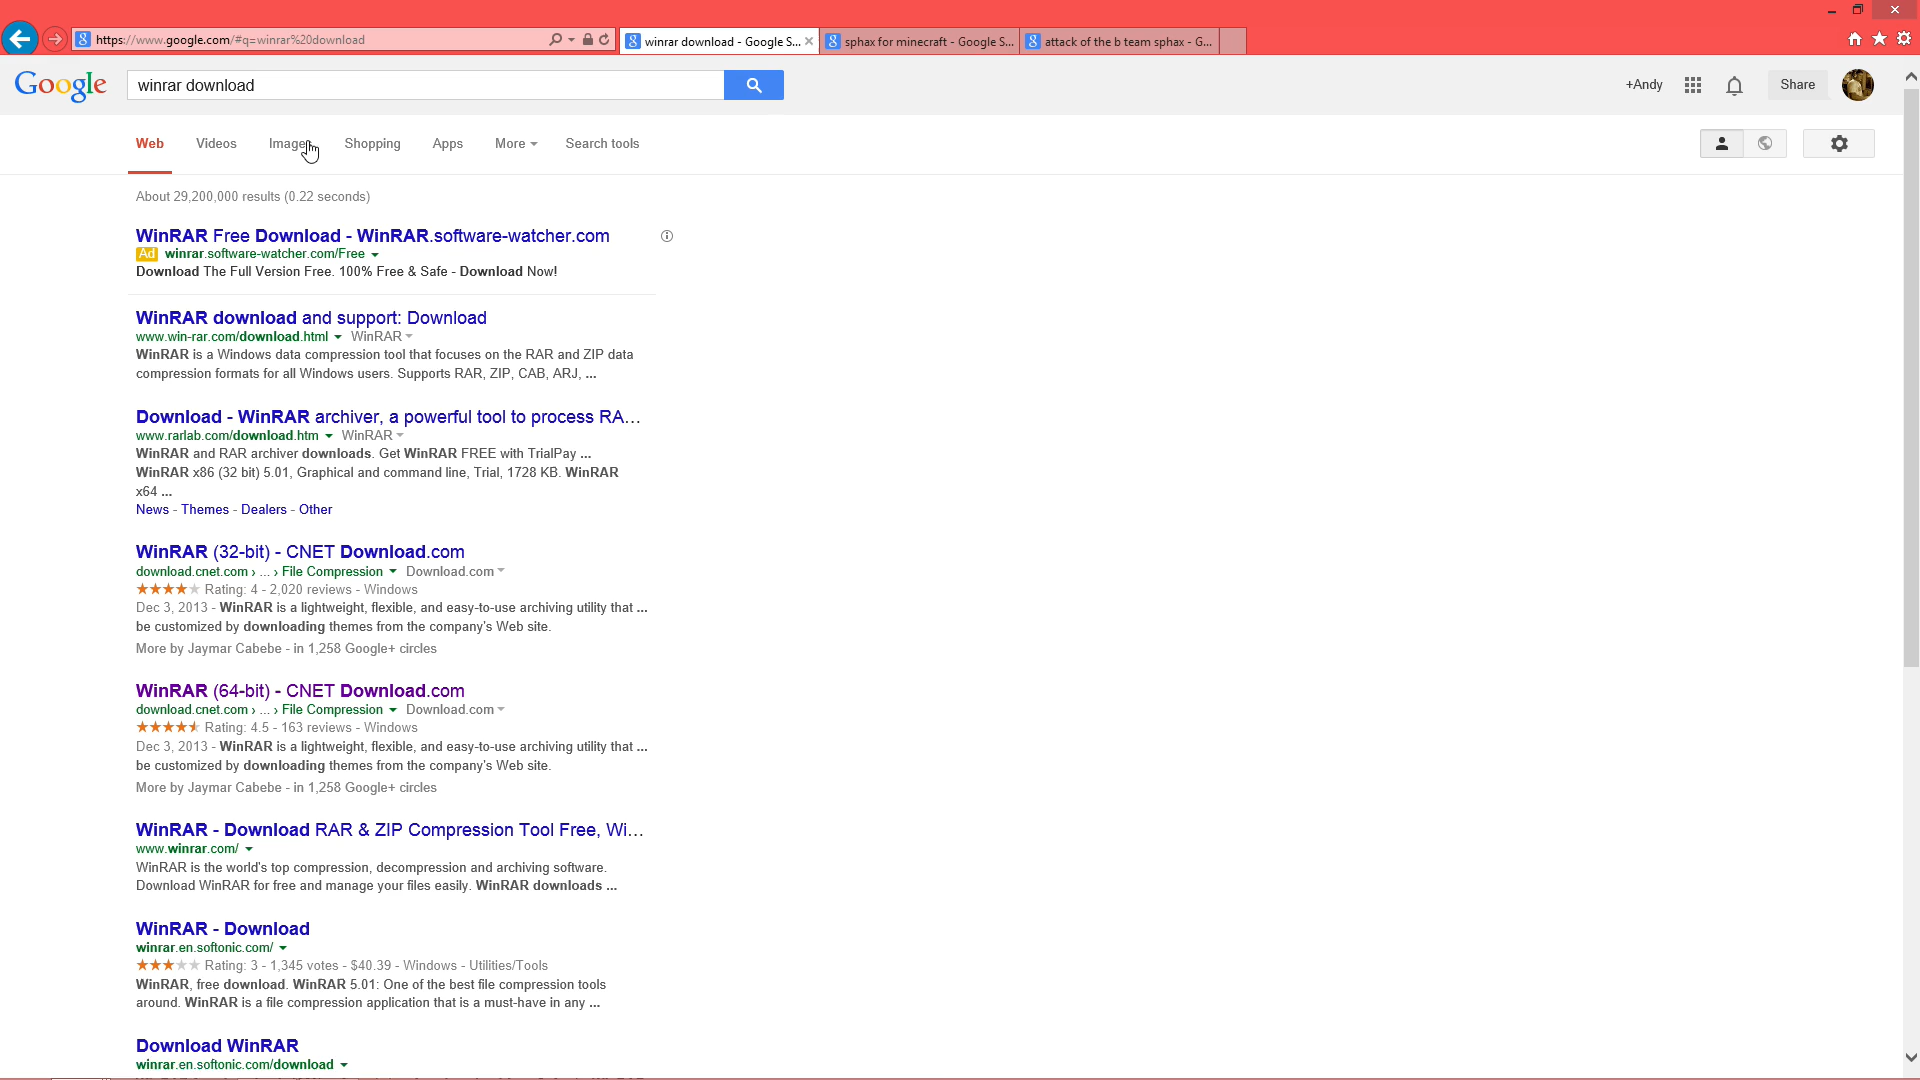 https://www.google.com/#q=winrar%20download
winrar download - Google S...
sphax for minecraft - Google S...
attack of the b team sphax - G...
Google
winrar download
+Andy
Share
Web
Videos
Images
Shopping
Apps
More
Search tools
About 29,200,000 results (0.22 seconds)
WinRAR Free Download - WinRAR.software-watcher.com
Ad winrar.software-watcher.com/Free
Download The Full Version Free. 100% Free & Safe - Download Now!
WinRAR download and support: Download
www.win-rar.com/download.html WinRAR
WinRAR is a Windows data compression tool that focuses on the RAR and ZIP data
compression formats for all Windows users. Supports RAR, ZIP, CAB, ARJ, ...
Download - WinRAR archiver, a powerful tool to process RA...
www.rarlab.com/download.htm WinRAR
WinRAR and RAR archiver downloads. Get WinRAR FREE with TrialPay ...
WinRAR x86 (32 bit) 5.01, Graphical and command line, Trial, 1728 KB. WinRAR
x64 ...
News - Themes - Dealers - Other
WinRAR (32-bit) - CNET Download.com
download.cnet.com › ... › File Compression Download.com
Rating: 4 - 2,020 reviews - Windows
Dec 3, 2013 - WinRAR is a lightweight, flexible, and easy-to-use archiving utility that ...
be customized by downloading themes from the company's Web site.
More by Jaymar Cabebe - in 1,258 Google+ circles
WinRAR (64-bit) - CNET Download.com
download.cnet.com › ... › File Compression Download.com
Rating: 4.5 - 163 reviews - Windows
Dec 3, 2013 - WinRAR is a lightweight, flexible, and easy-to-use archiving utility that ...
be customized by downloading themes from the company's Web site.
More by Jaymar Cabebe - in 1,258 Google+ circles
WinRAR - Download RAR & ZIP Compression Tool Free, Wi...
www.winrar.com/
WinRAR is the world's top compression, decompression and archiving software.
Download WinRAR for free and manage your files easily. WinRAR downloads ...
WinRAR - Download
winrar.en.softonic.com/
Rating: 3 - 1,345 votes - $40.39 - Windows - Utilities/Tools
WinRAR, free download. WinRAR 5.01: One of the best file compression tools
around. WinRAR is a file compression application that is a must-have in any ...
Download WinRAR
winrar.en.softonic.com/download